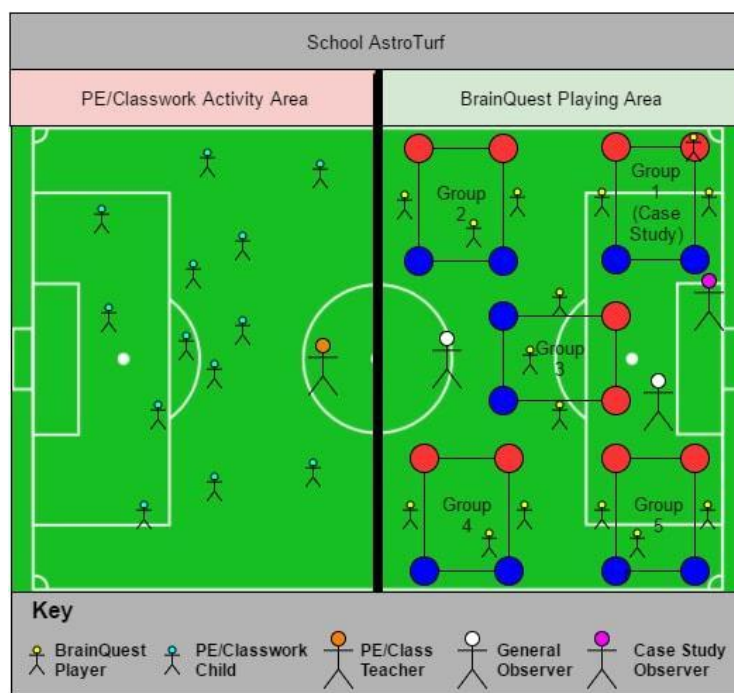 School AstroTurf
PE/Classwork Activity Area
BrainQuest Playing Area
Group
2
Group
1
(Case
Study)
Group
3
Group
4
Group
5
Key
BrainQuest
Player
PE/Classwork
Child
PE/Class
Teacher
General
Observer
Case Study
Observer